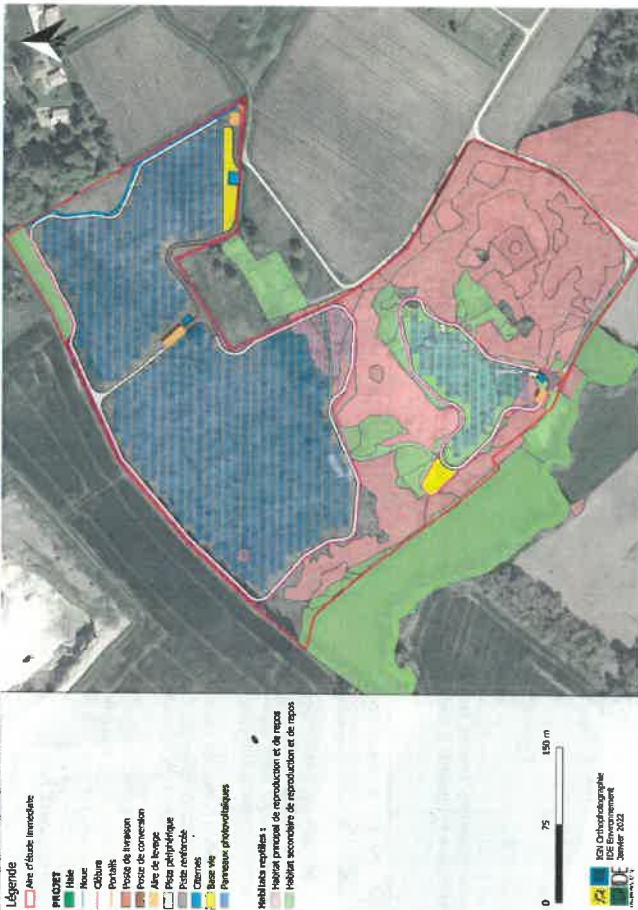 Légende
Aire d'étude immédiate
PROJET
Haie
Noue
Clôture
Portails
Poste de livraison
Poste de conversion
Aire de levage
Piste périphérique
Piste renforcée
Citernes
Base vie
Panneaux photovoltaïques
Habitats reptiles :
Habitat principal de reproduction et de repos
Habitat secondaire de reproduction et de repos
0 75 150 m
IGN Orthophotographie
IDE Environnement
Janvier 2022
IDE